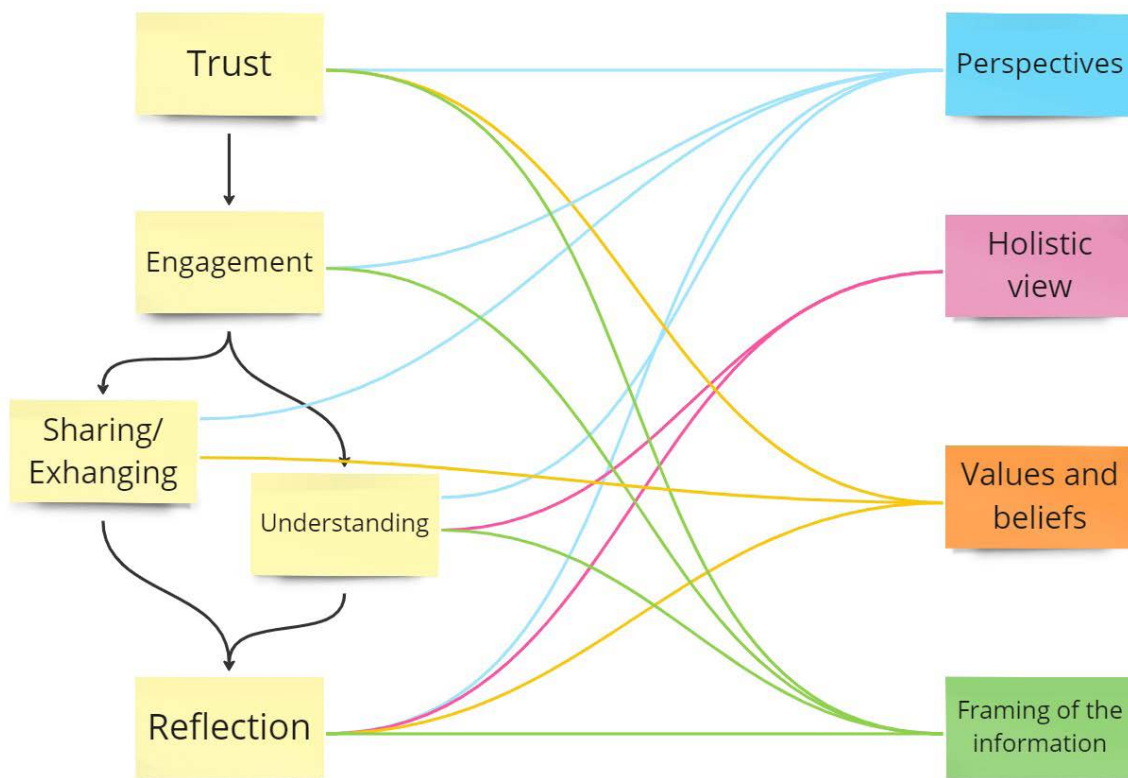 Trust
Perspectives
Engagement
Holistic
view
Sharing/
Exhanging
Understanding
Values and
beliefs
Reflection
Framing of the
information